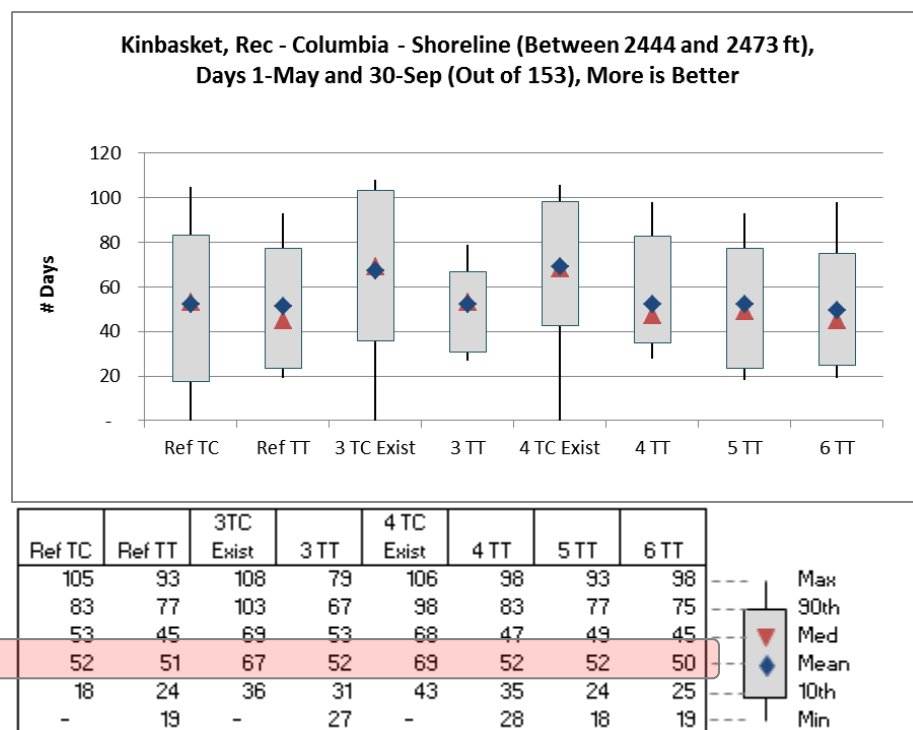 Kinbasket, Rec - Columbia - Shoreline (Between 2444 and 2473 ft),
Days 1-May and 30-Sep (Out of 153), More is Better
# Days
120
100
80
60
40
20
-
Ref TC Ref TT 3 TC Exist 3 TT 4 TC Exist 4 TT 5 TT 6 TT
Ref TC Ref TT 3TC Exist 3 TT 4 TC Exist 4 TT 5 TT 6 TT
105 93 108 79 106 98 93 98 Max
83 77 103 67 98 83 77 75 90th
53 45 69 53 68 47 49 45 Med
52 51 67 52 69 52 52 50 Mean
18 24 36 31 43 35 24 25 10th
- 19 - 27 - 28 18 19 Min